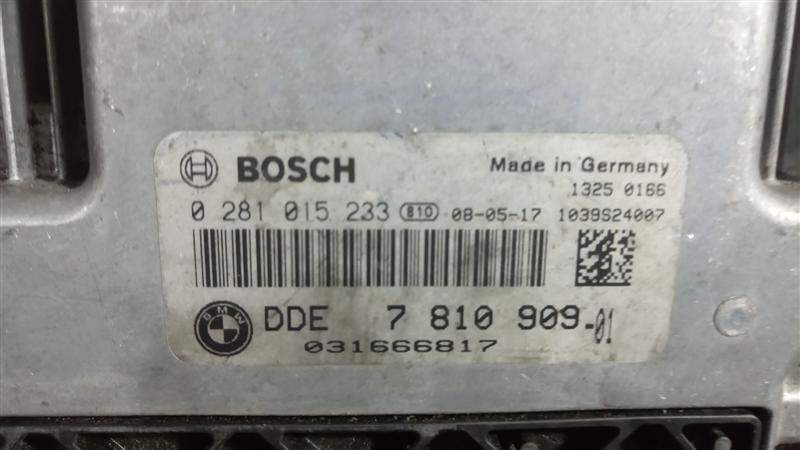 BOSCH Made in Germany
1325 0166
0 281 015 233 810 08-05-17 1039S24007
BMW DDE 7 810 909-01
031666817